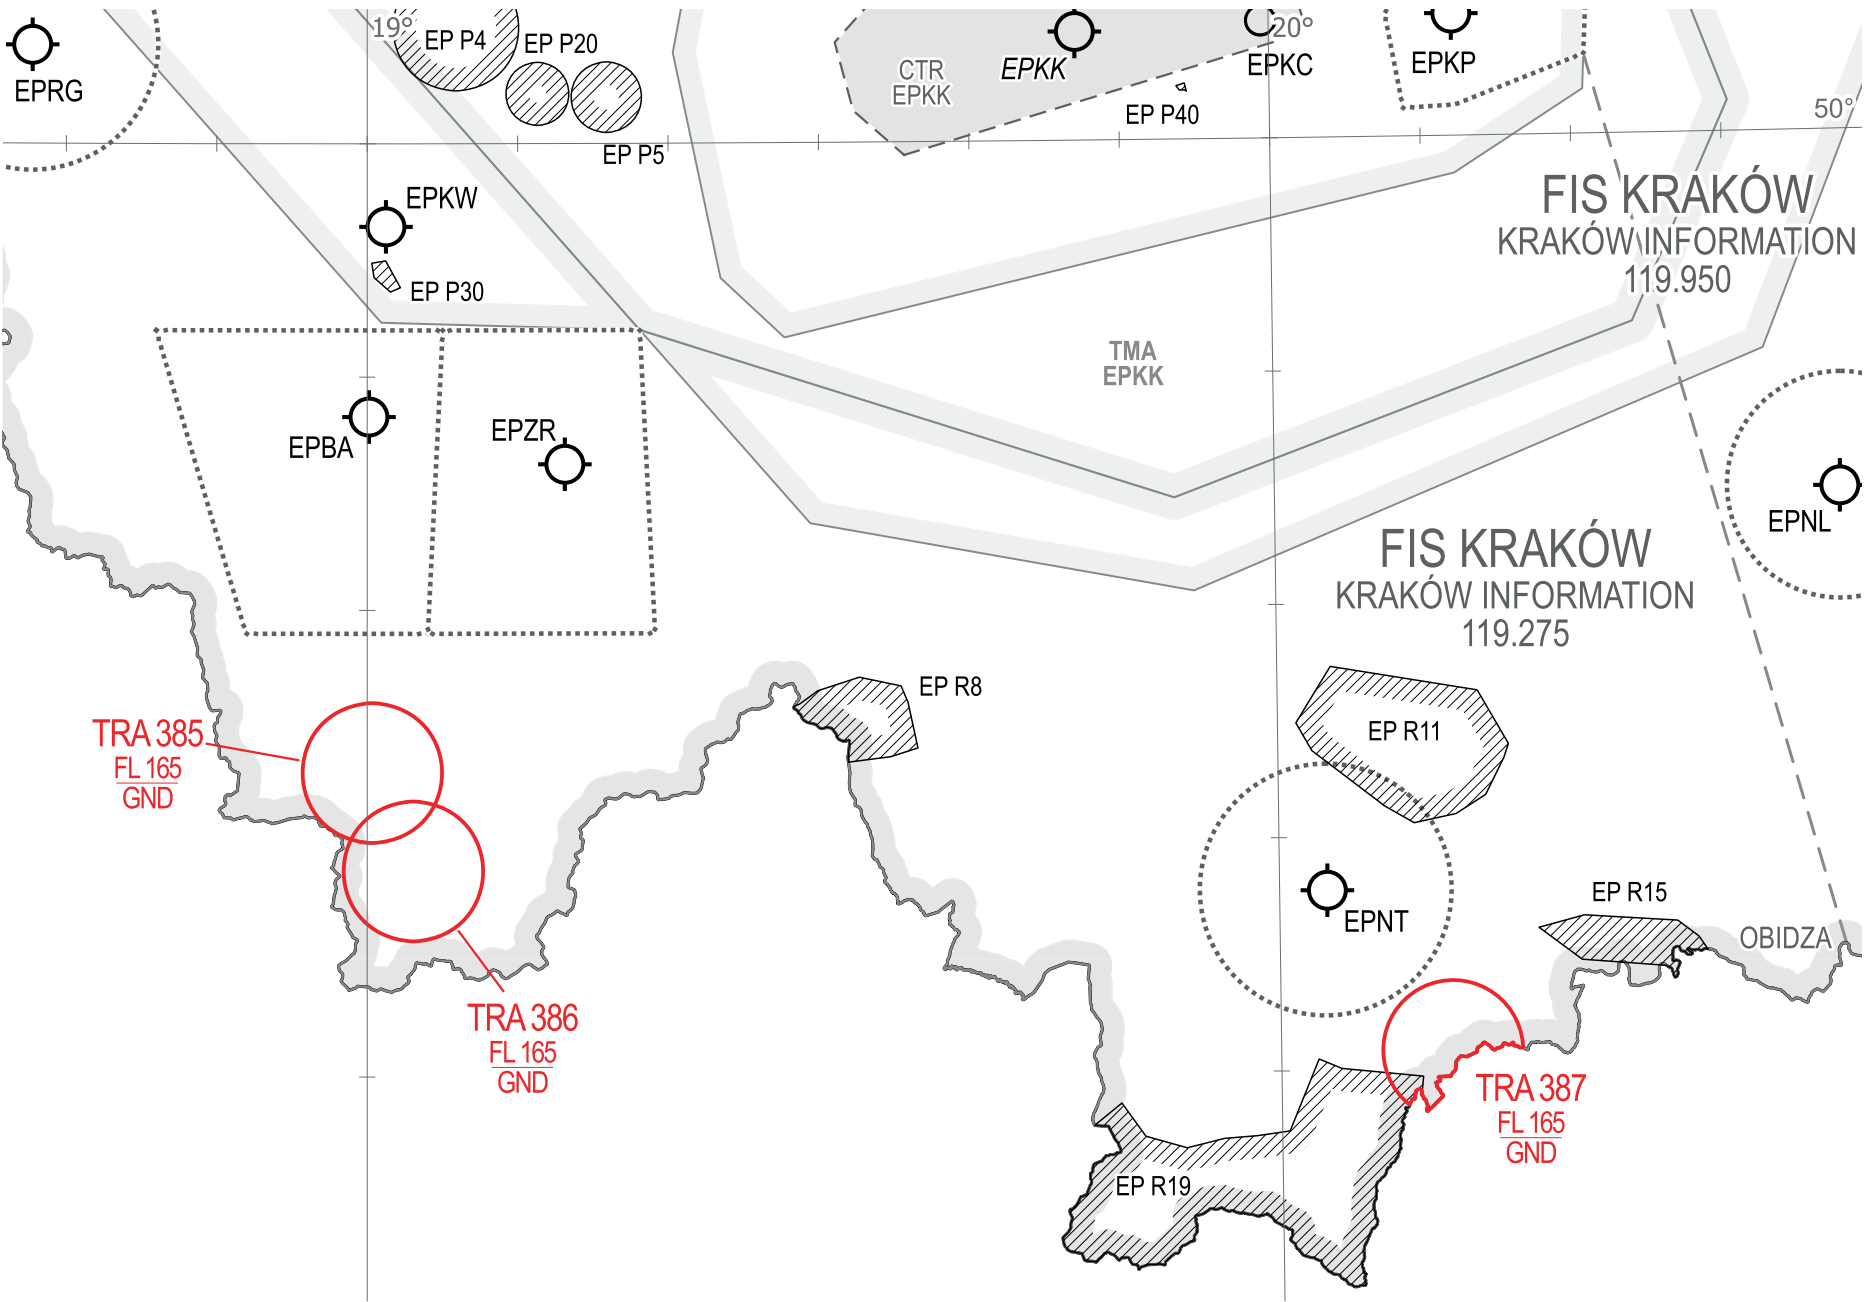 19°
20°
EP P4
EP P20
EPKK
EPKC
EPKP
CTR
EPKK
EPRG
EP P40
50°
EP P5
EPKW
FIS KRAKÓW
KRAKÓW INFORMATION
119.950
EP P30
TMA
EPKK
EPBA
EPZR
EPNL
FIS KRAKÓW
KRAKÓW INFORMATION
119.275
EP R8
TRA 385
FL 165
GND
EP R11
EP R15
EPNT
OBIDZA
TRA 386
FL 165
GND
TRA 387
FL 165
GND
EP R19